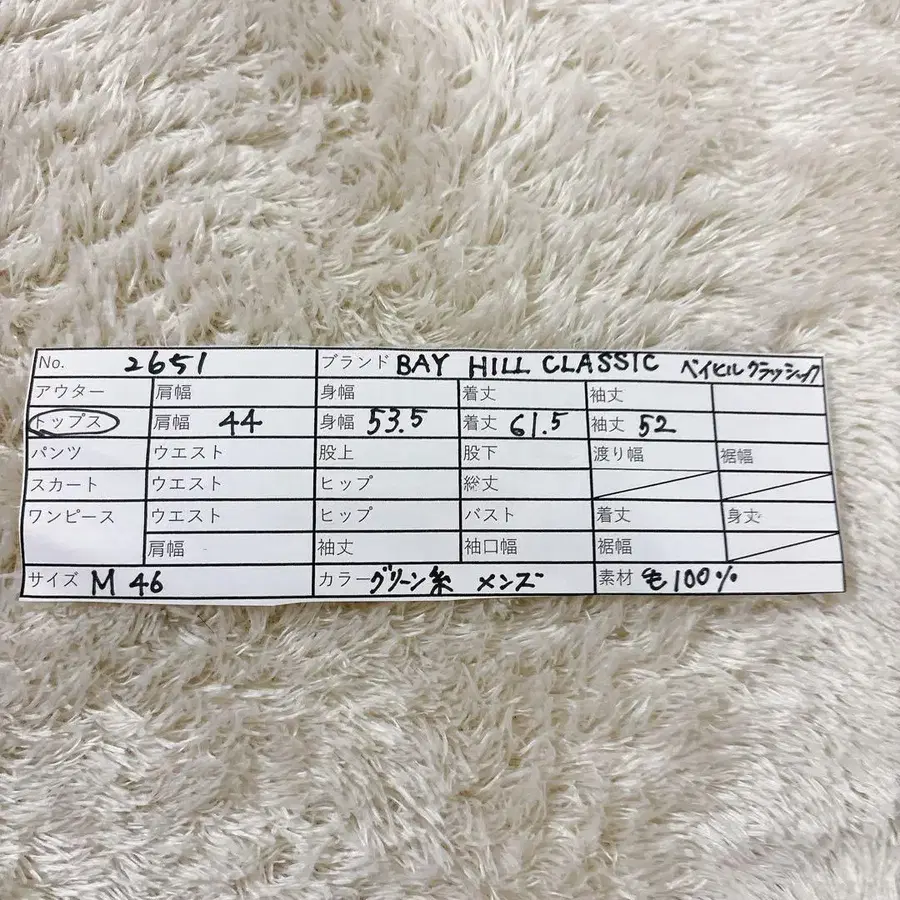 No. 2651 ブランド BAY HILL CLASSIC ベイヒルクラッシック
アウター 肩幅 身幅 着丈 袖丈
トップス 肩幅 44 身幅 53.5 着丈 61.5 袖丈 52
パンツ ウエスト 股上 股下 渡り幅 裾幅
スカート ウエスト ヒップ 総丈
ワンピース ウエスト ヒップ バスト 着丈 身丈
肩幅 袖丈 袖口幅 裾幅
サイズ M 46 カラー グリーン系 メンズ 素材 毛100%